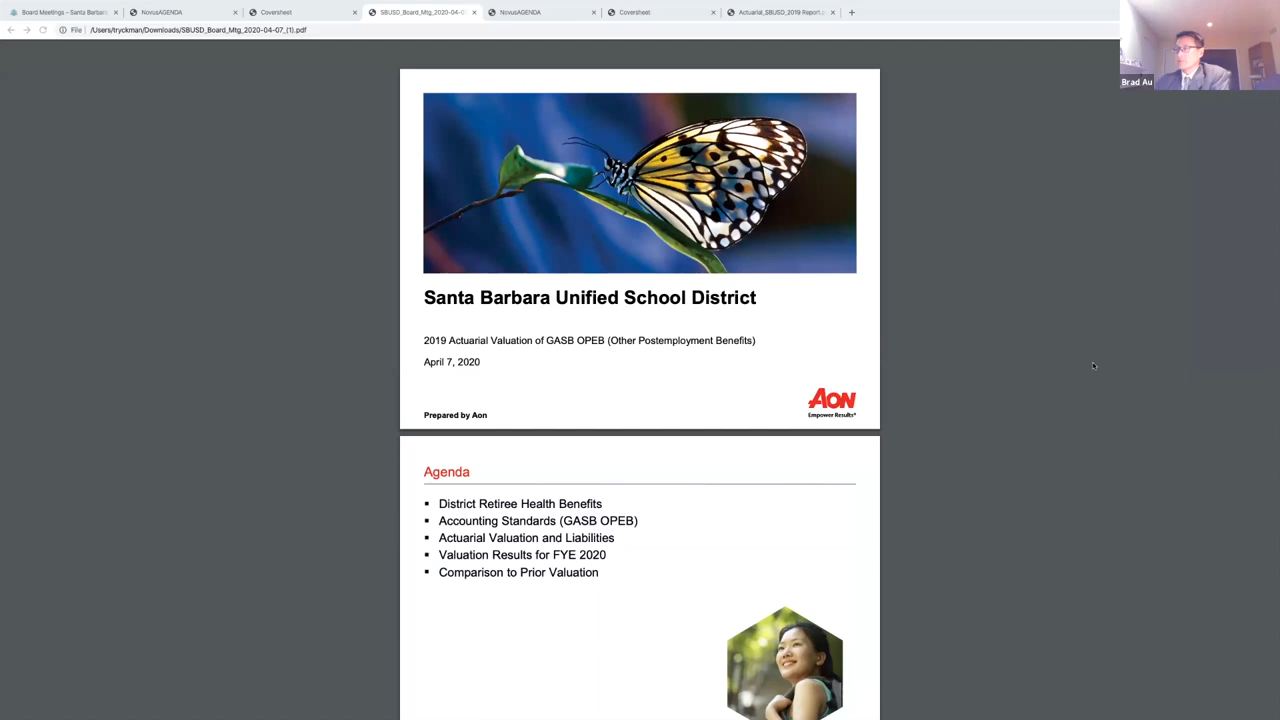 Board Meetings – Santa Barbara
NovusAGENDA
Coversheet
SBUSD_Board_Mtg_2020-04-0
NovusAGENDA
Coversheet
Actuarial_SBUSD_2019 Report.p
File
/Users/tryckman/Downloads/SBUSD_Board_Mtg_2020-04-07_(1).pdf
Brad Au
Santa Barbara Unified School District
2019 Actuarial Valuation of GASB OPEB (Other Postemployment Benefits)
April 7, 2020
AON
Empower Results®
Prepared by Aon
Agenda
▪ District Retiree Health Benefits
▪ Accounting Standards (GASB OPEB)
▪ Actuarial Valuation and Liabilities
▪ Valuation Results for FYE 2020
▪ Comparison to Prior Valuation